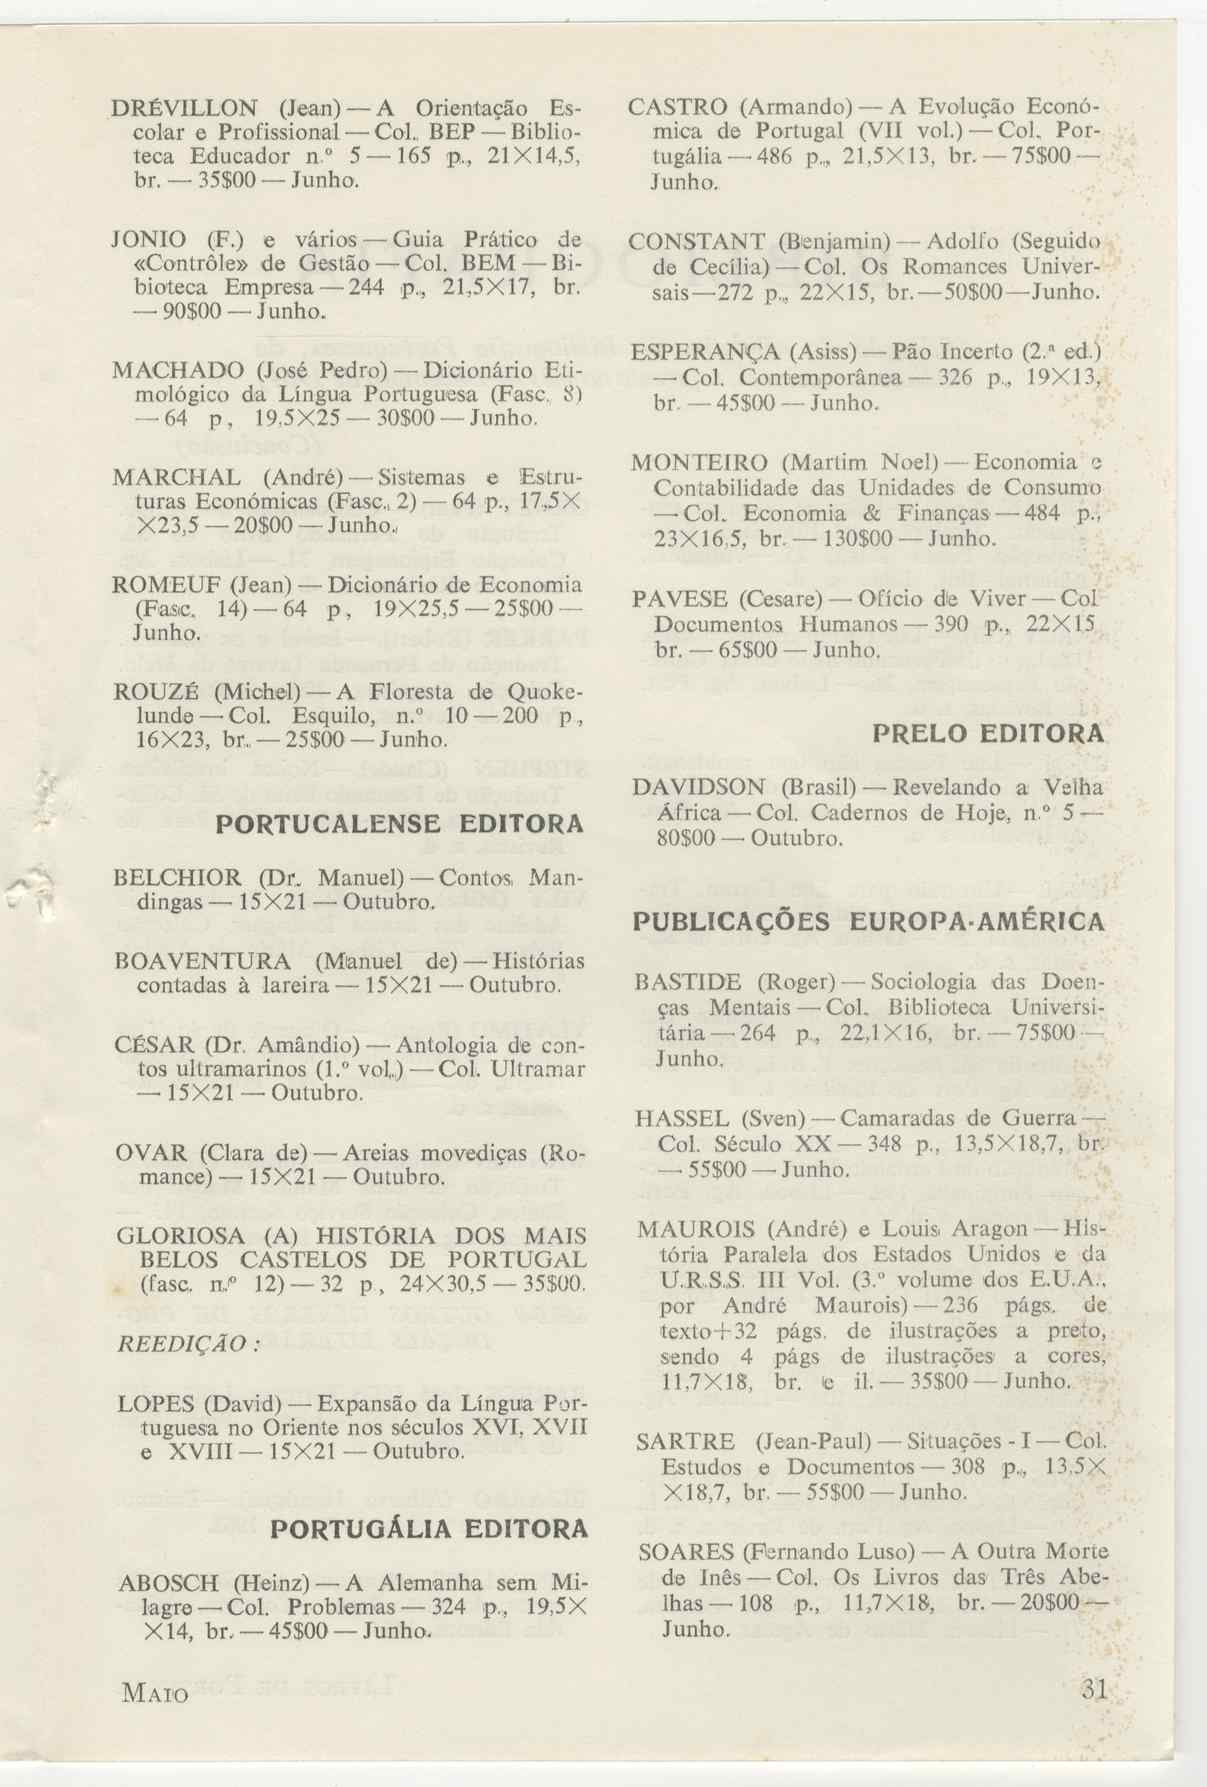 DRÉVILLON (Jean) — A Orientação Es-
colar e Profissional — Col. BEP — Biblio-
teca Educador n.º 5 — 165 p., 21×14,5,
br. — 35$00 — Junho.
JONIO (F.) e vários — Guia Prático de
«Contrôle» de Gestão — Col. BEM — Bi-
bioteca Empresa — 244 p., 21,5×17, br.
— 90$00 — Junho.
MACHADO (José Pedro) — Dicionário Eti-
mológico da Língua Portuguesa (Fasc. 8)
— 64 p, 19,5×25 — 30$00 — Junho.
MARCHAL (André) — Sistemas e Estru-
turas Económicas (Fasc. 2) — 64 p., 17,5×
×23,5 — 20$00 — Junho.
ROMEUF (Jean) — Dicionário de Economia
(Fasc. 14) — 64 p, 19×25,5 — 25$00 —
Junho.
ROUZÉ (Michel) — A Floresta de Quoke-
lunde — Col. Esquilo, n.º 10 — 200 p,
16×23, br. — 25$00 — Junho.
PORTUCALENSE EDITORA
BELCHIOR (Dr. Manuel) — Contos Man-
dingas — 15×21 — Outubro.
BOAVENTURA (Manuel de) — Histórias
contadas à lareira — 15×21 — Outubro.
CÉSAR (Dr. Amândio) — Antologia de con-
tos ultramarinos (1.º vol.) — Col. Ultramar
— 15×21 — Outubro.
OVAR (Clara de) — Areias movediças (Ro-
mance) — 15×21 — Outubro.
GLORIOSA (A) HISTÓRIA DOS MAIS
BELOS CASTELOS DE PORTUGAL
(fasc. n.º 12) — 32 p, 24×30,5 — 35$00.
REEDIÇÃO :
LOPES (David) — Expansão da Língua Por-
tuguesa no Oriente nos séculos XVI, XVII
e XVIII — 15×21 — Outubro.
PORTUGÁLIA EDITORA
ABOSCH (Heinz) — A Alemanha sem Mi-
lagre — Col. Problemas — 324 p., 19,5×
×14, br. — 45$00 — Junho.
CASTRO (Armando) — A Evolução Econó-
mica de Portugal (VII vol.) — Col. Por-
tugália — 486 p., 21,5×13, br. — 75$00 —
Junho.
CONSTANT (Benjamin) — Adolfo (Seguido
de Cecília) — Col. Os Romances Univer-
sais — 272 p., 22×15, br. — 50$00 — Junho.
ESPERANÇA (Asiss) — Pão Incerto (2.ª ed.)
— Col. Contemporânea — 326 p., 19×13,
br. — 45$00 — Junho.
MONTEIRO (Martim Noel) — Economia e
Contabilidade das Unidades de Consumo
— Col. Economia & Finanças — 484 p.,
23×16,5, br. — 130$00 — Junho.
PAVESE (Cesare) — Ofício de Viver — Col
Documentos Humanos — 390 p., 22×15
br. — 65$00 — Junho.
PRELO EDITORA
DAVIDSON (Brasil) — Revelando a Velha
África — Col. Cadernos de Hoje, n.º 5 —
80$00 — Outubro.
PUBLICAÇÕES EUROPA-AMÉRICA
BASTIDE (Roger) — Sociologia das Doen-
ças Mentais — Col. Biblioteca Universi-
tária — 264 p., 22,1×16, br. — 75$00 —
Junho.
HASSEL (Sven) — Camaradas de Guerra —
Col. Século XX — 348 p., 13,5×18,7, br.
— 55$00 — Junho.
MAUROIS (André) e Louis Aragon — His-
tória Paralela dos Estados Unidos e da
U.R.S.S. III Vol. (3.º volume dos E.U.A.,
por André Maurois) — 236 págs. de
texto+32 págs. de ilustrações a preto,
sendo 4 págs de ilustrações a cores,
11,7×18, br. e il. — 35$00 — Junho.
SARTRE (Jean-Paul) — Situações - I — Col.
Estudos e Documentos — 308 p., 13,5×
×18,7, br. — 55$00 — Junho.
SOARES (Fernando Luso) — A Outra Morte
de Inês — Col. Os Livros das Três Abe-
lhas — 108 p., 11,7×18, br. — 20$00 —
Junho.
MAIO
31